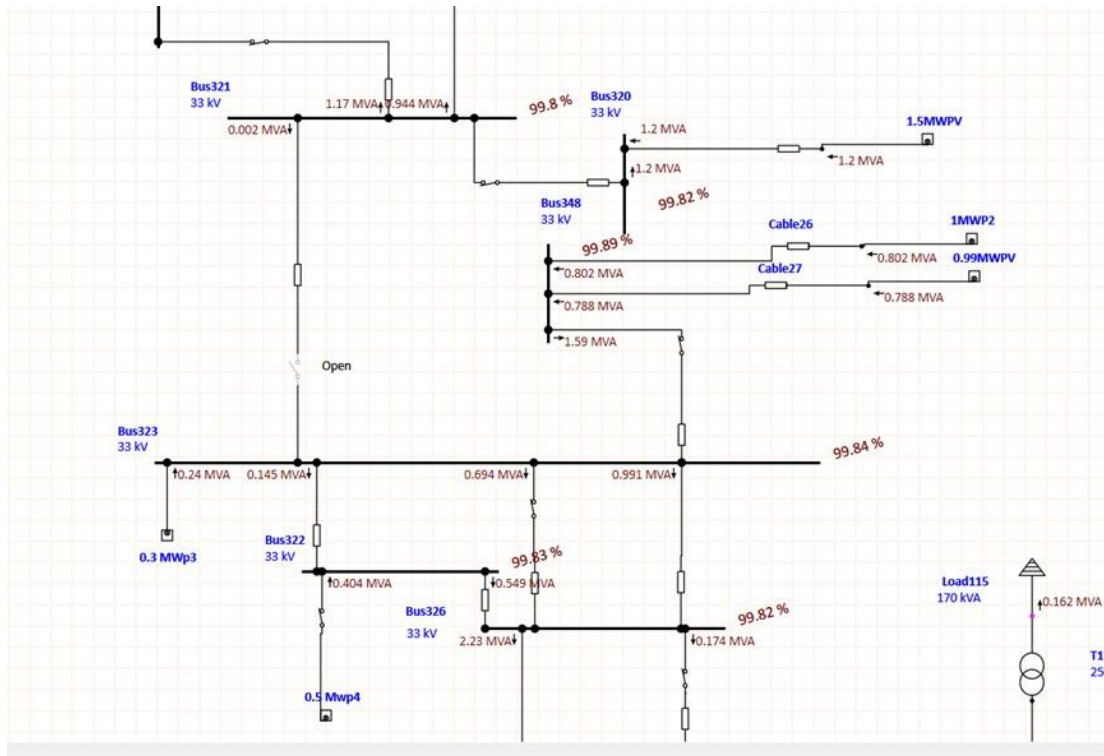 Bus321
33 kV
1.17 MVA
0.944 MVA
99.8 %
0.002 MVA
Bus320
33 kV
1.2 MVA
1.5MWPV
1.2 MVA
1.2 MVA
99.82 %
Bus348
33 kV
99.89 %
Cable26
1MWP2
0.802 MVA
0.802 MVA
Cable27
0.99MWPV
0.788 MVA
0.788 MVA
1.59 MVA
Open
Bus323
33 kV
99.84 %
0.24 MVA
0.145 MVA
0.694 MVA
0.991 MVA
0.3 MWp3
Bus322
33 kV
99.83 %
0.404 MVA
0.549 MVA
Bus326
33 kV
99.82 %
2.23 MVA
0.174 MVA
0.5 Mwp4
Load115
170 kVA
0.162 MVA
T1
25